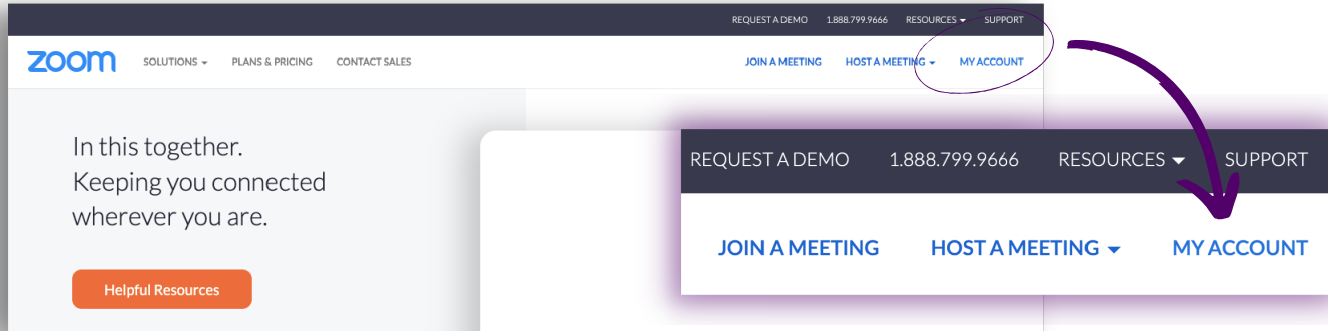 REQUEST A DEMO 1.888.799.9666 RESOURCES SUPPORT
zoom SOLUTIONS PLANS & PRICING CONTACT SALES JOIN A MEETING HOST A MEETING MY ACCOUNT
In this together.
Keeping you connected
wherever you are.
Helpful Resources
REQUEST A DEMO 1.888.799.9666 RESOURCES SUPPORT
JOIN A MEETING HOST A MEETING MY ACCOUNT